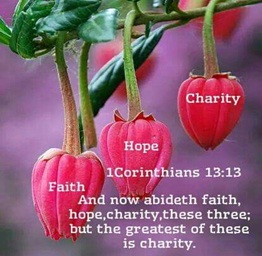 Charity
Hope
Faith
1Corinthians 13:13
And now abideth faith,
hope,charity,these three;
but the greatest of these
is charity.